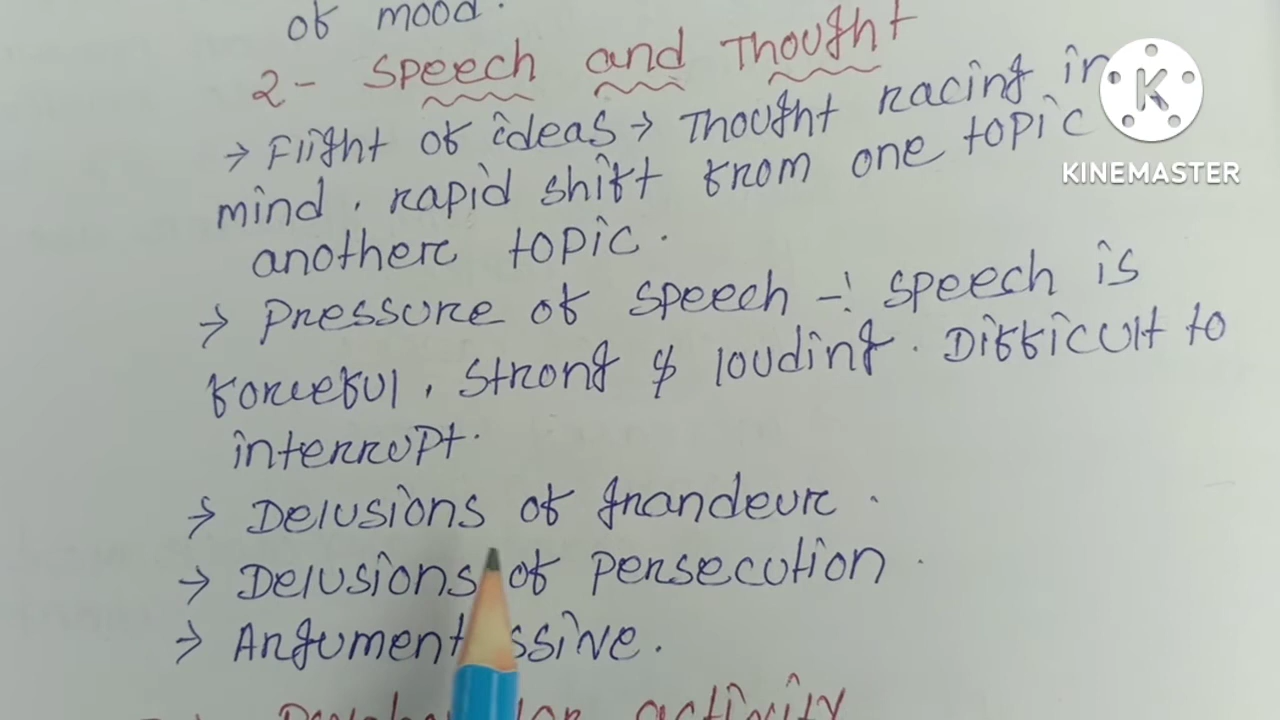 of mood.
2- Speech and Thought
→ Flight of ideas → Thought racing in
mind. rapid shift from one topic
anothere topic.
→ Pressure of speech -: speech is
forceful, strong & louding. Difficult to
interrupt.
→ Delusions of grandeur.
→ Delusions of persecution.
→ Argument ssive.
activity
K
KINEMASTER